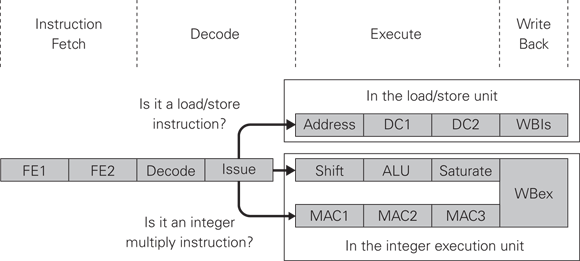 Instruction
Fetch
Decode
Execute
Write
Back
Is it a load/store
instruction?
In the load/store unit
Address DC1 DC2 WBIs
FE1 FE2 Decode Issue Shift ALU Saturate
WBex
MAC1 MAC2 MAC3
Is it an integer
multiply instruction?
In the integer execution unit